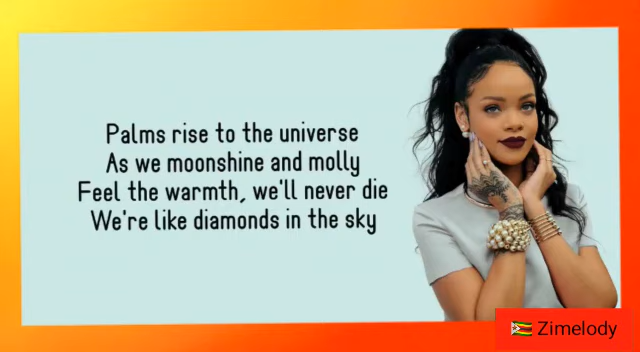 Palms rise to the universe
As we moonshine and molly
Feel the warmth, we'll never die
We're like diamonds in the sky
🇿🇼 Zimelody